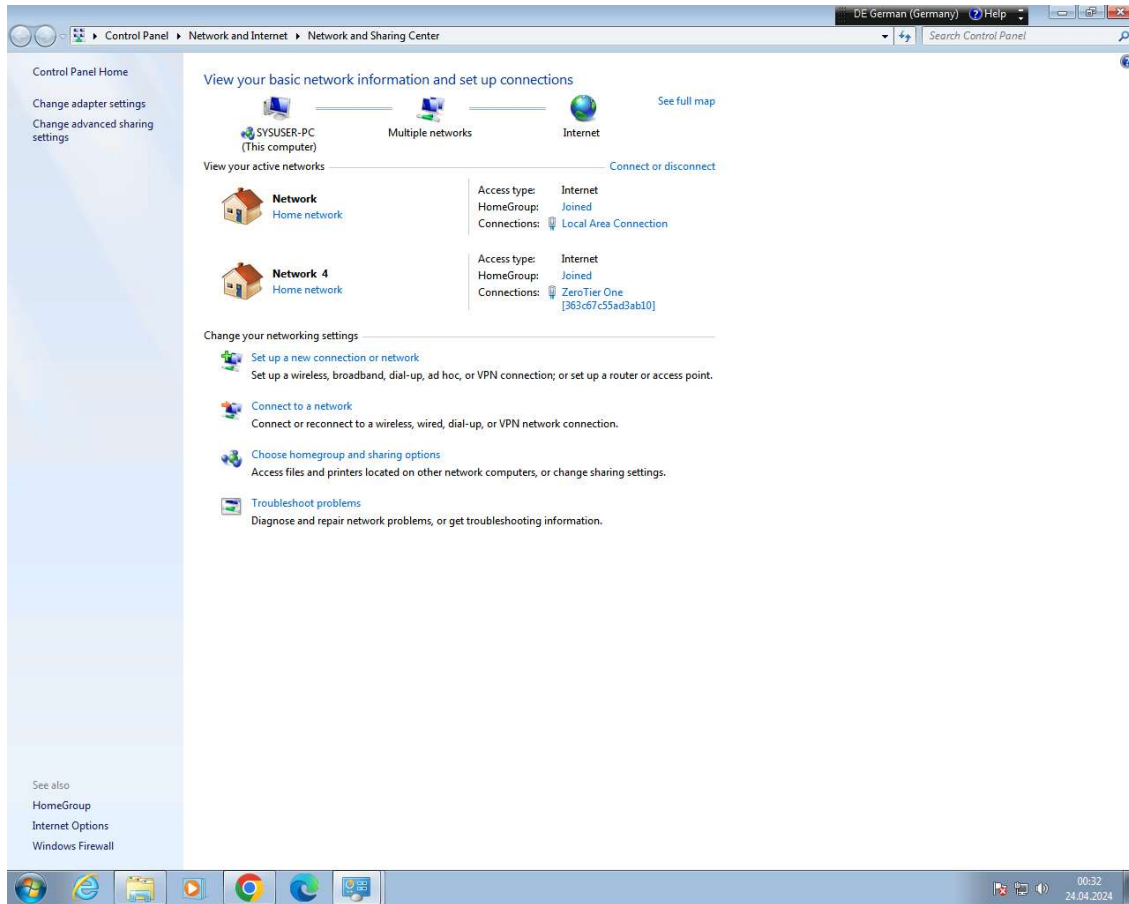 DE German (Germany) Help
Control Panel Network and Internet Network and Sharing Center
Search Control Panel
Control Panel Home
Change adapter settings
Change advanced sharing
settings
See also
HomeGroup
Internet Options
Windows Firewall
View your basic network information and set up connections
See full map
SYSUSER-PC
(This computer)
Multiple networks
Internet
View your active networks
Connect or disconnect
Network
Home network
Access type: Internet
HomeGroup: Joined
Connections: Local Area Connection
Network 4
Home network
Access type: Internet
HomeGroup: Joined
Connections: ZeroTier One
[363c67c55ad3ab10]
Change your networking settings
Set up a new connection or network
Set up a wireless, broadband, dial-up, ad hoc, or VPN connection; or set up a router or access point.
Connect to a network
Connect or reconnect to a wireless, wired, dial-up, or VPN network connection.
Choose homegroup and sharing options
Access files and printers located on other network computers, or change sharing settings.
Troubleshoot problems
Diagnose and repair network problems, or get troubleshooting information.
00:32
24.04.2024